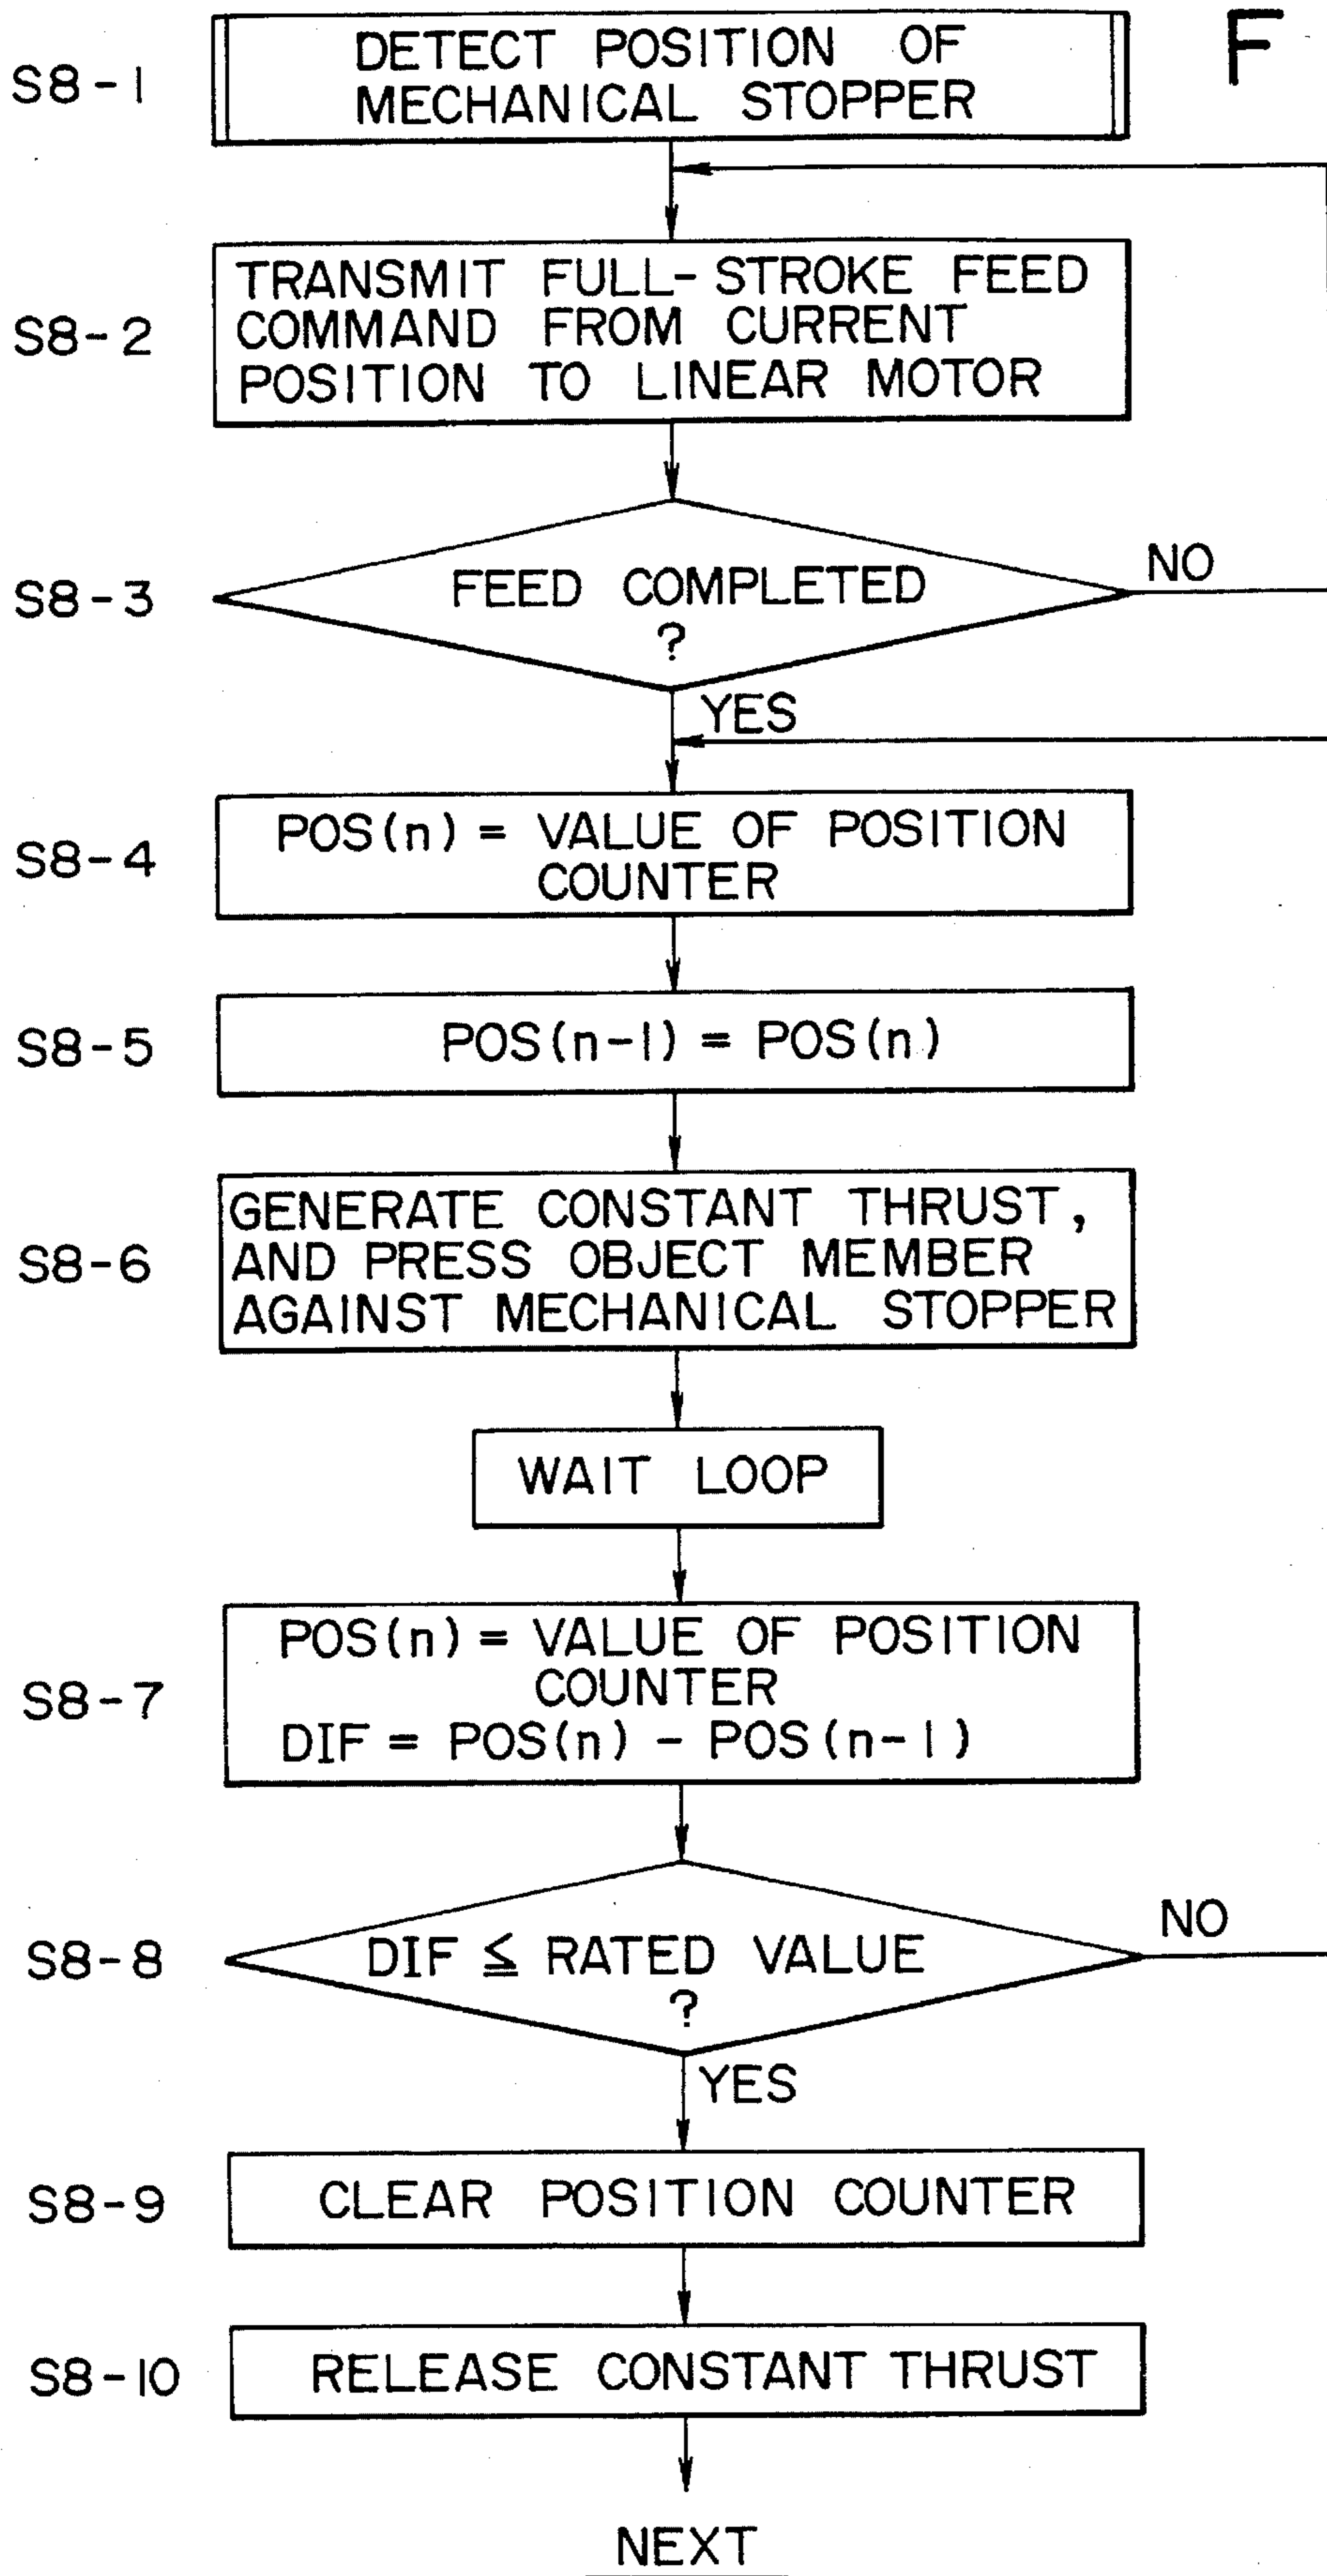 F
S8-1
DETECT POSITION OF
MECHANICAL STOPPER
S8-2
TRANSMIT FULL-STROKE FEED
COMMAND FROM CURRENT
POSITION TO LINEAR MOTOR
S8-3
FEED COMPLETED
?
NO
YES
S8-4
POS(n) = VALUE OF POSITION
COUNTER
S8-5
POS(n-1) = POS(n)
S8-6
GENERATE CONSTANT THRUST,
AND PRESS OBJECT MEMBER
AGAINST MECHANICAL STOPPER
WAIT LOOP
S8-7
POS(n) = VALUE OF POSITION
COUNTER
DIF = POS(n) - POS(n-1)
S8-8
DIF ≦ RATED VALUE
?
NO
YES
S8-9
CLEAR POSITION COUNTER
S8-10
RELEASE CONSTANT THRUST
NEXT